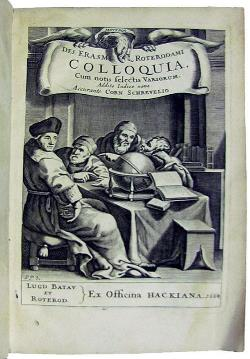 DES. ERASMI ROTERODAMI
COLLOQUIA,
Cum notis selectis VARIORUM.
Addito Indice novo
Accurante CORN SCHREVELIO
LUGD BATAV
ET
ROTEROD.
Ex Officina HACKIANA.